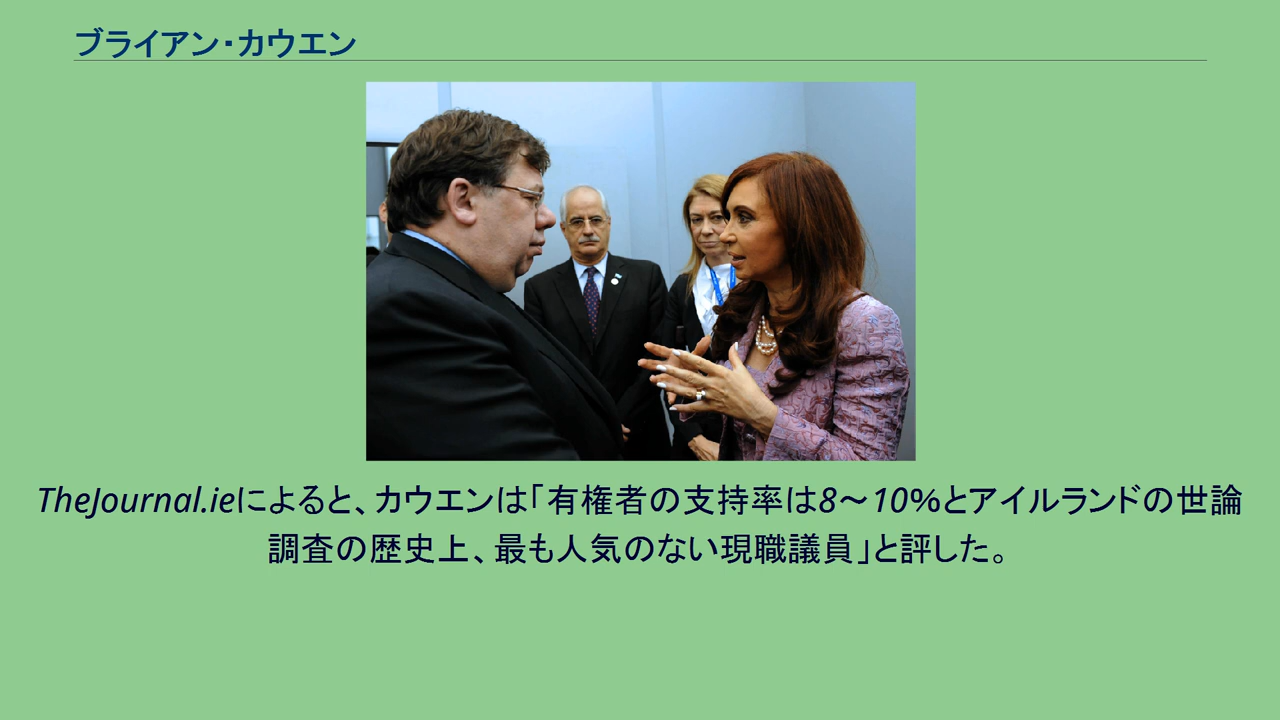 ブライアン・カウエン
TheJournal.ieによると、カウエンは「有権者の支持率は8〜10%とアイルランドの世論
調査の歴史上、最も人気のない現職議員」と評した。